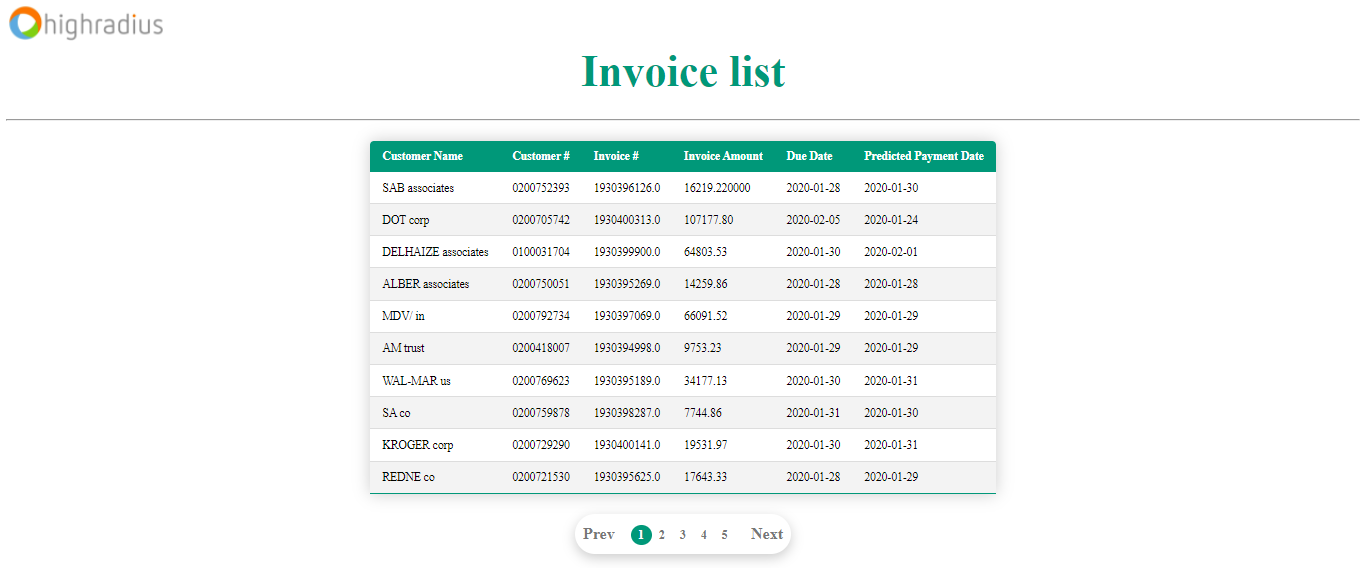 highradius
Invoice list
Customer Name Customer # Invoice # Invoice Amount Due Date Predicted Payment Date
SAB associates 0200752393 1930396126.0 16219.220000 2020-01-28 2020-01-30
DOT corp 0200705742 1930400313.0 107177.80 2020-02-05 2020-01-24
DELHAIZE associates 0100031704 1930399900.0 64803.53 2020-01-30 2020-02-01
ALBER associates 0200750051 1930395269.0 14259.86 2020-01-28 2020-01-28
MDV/ in 0200792734 1930397069.0 66091.52 2020-01-29 2020-01-29
AM trust 0200418007 1930394998.0 9753.23 2020-01-29 2020-01-29
WAL-MAR us 0200769623 1930395189.0 34177.13 2020-01-30 2020-01-31
SA co 0200759878 1930398287.0 7744.86 2020-01-31 2020-01-30
KROGER corp 0200729290 1930400141.0 19531.97 2020-01-30 2020-01-31
REDNE co 0200721530 1930395625.0 17643.33 2020-01-28 2020-01-29
Prev 1 2 3 4 5 Next